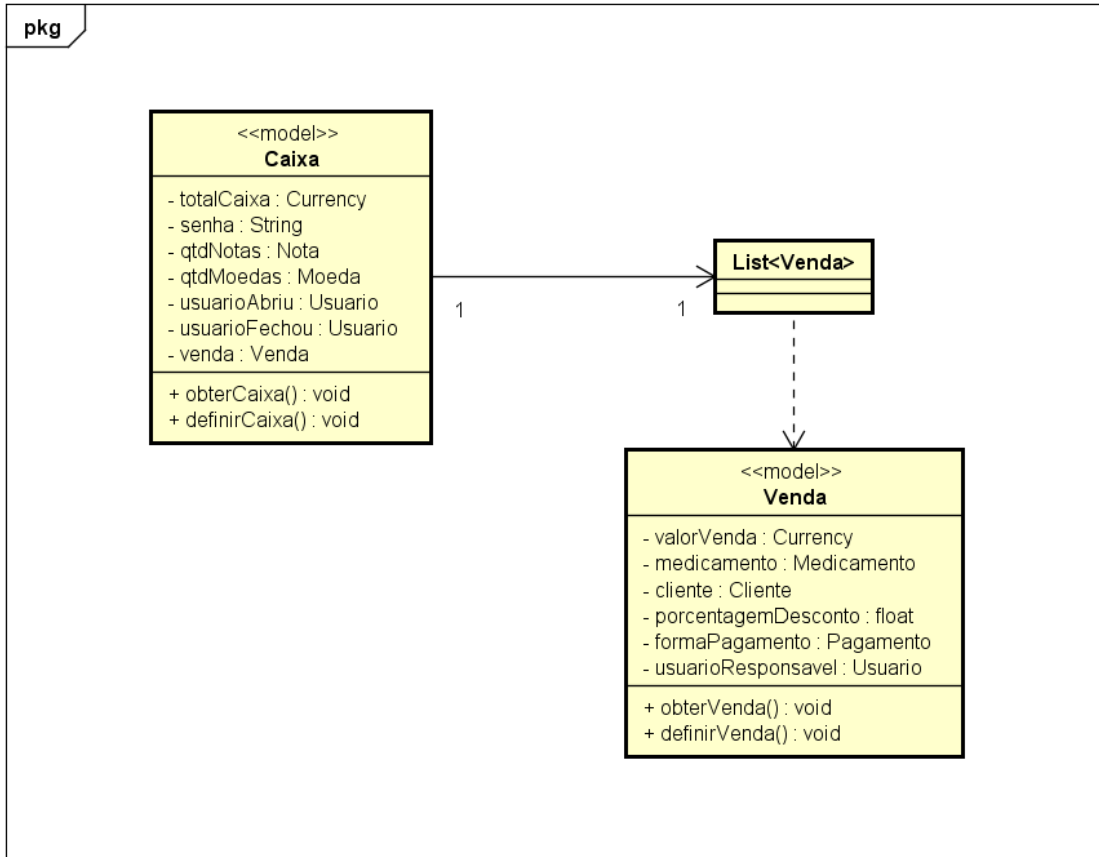 pkg
<<model>>
Caixa
- totalCaixa : Currency
- senha : String
- qtdNotas : Nota
- qtdMoedas : Moeda
- usuarioAbriu : Usuario
- usuarioFechou : Usuario
- venda : Venda
+ obterCaixa() : void
+ definirCaixa() : void
1
1
List<Venda>
<<model>>
Venda
- valorVenda : Currency
- medicamento : Medicamento
- cliente : Cliente
- porcentagemDesconto : float
- formaPagamento : Pagamento
- usuarioResponsavel : Usuario
+ obterVenda() : void
+ definirVenda() : void